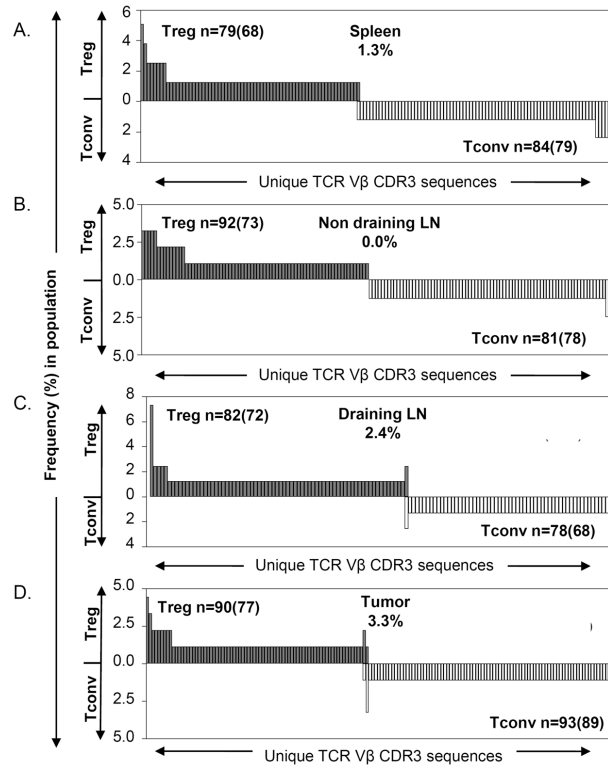 Frequency (%) in population
A.
Treg
Tconv
6
4
2
0
2
4
Treg n=79(68)
Spleen
1.3%
Tconv n=84(79)
Unique TCR Vβ CDR3 sequences
B.
Treg
Tconv
5.0
2.5
0.0
2.5
5.0
Treg n=92(73)
Non draining LN
0.0%
Tconv n=81(78)
Unique TCR Vβ CDR3 sequences
C.
Treg
Tconv
8
6
4
2
0
2
4
Treg n=82(72)
Draining LN
2.4%
Tconv n=78(68)
Unique TCR Vβ CDR3 sequences
D.
Treg
Tconv
5.0
2.5
0.0
2.5
5.0
Treg n=90(77)
Tumor
3.3%
)
Tconv n=93(89)
Unique TCR Vβ CDR3 sequences